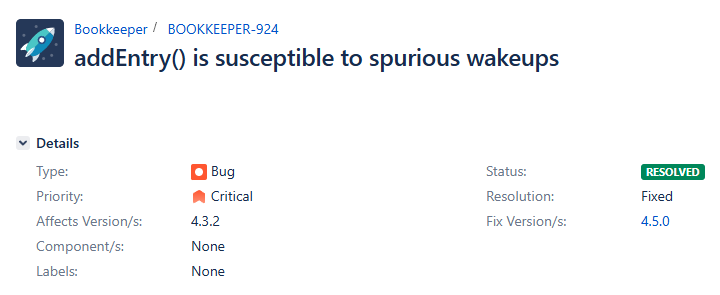 Bookkeeper / BOOKKEEPER-924
addEntry() is susceptible to spurious wakeups
Details
Type: Bug Status: RESOLVED
Priority: Critical Resolution: Fixed
Affects Version/s: 4.3.2 Fix Version/s: 4.5.0
Component/s: None
Labels: None